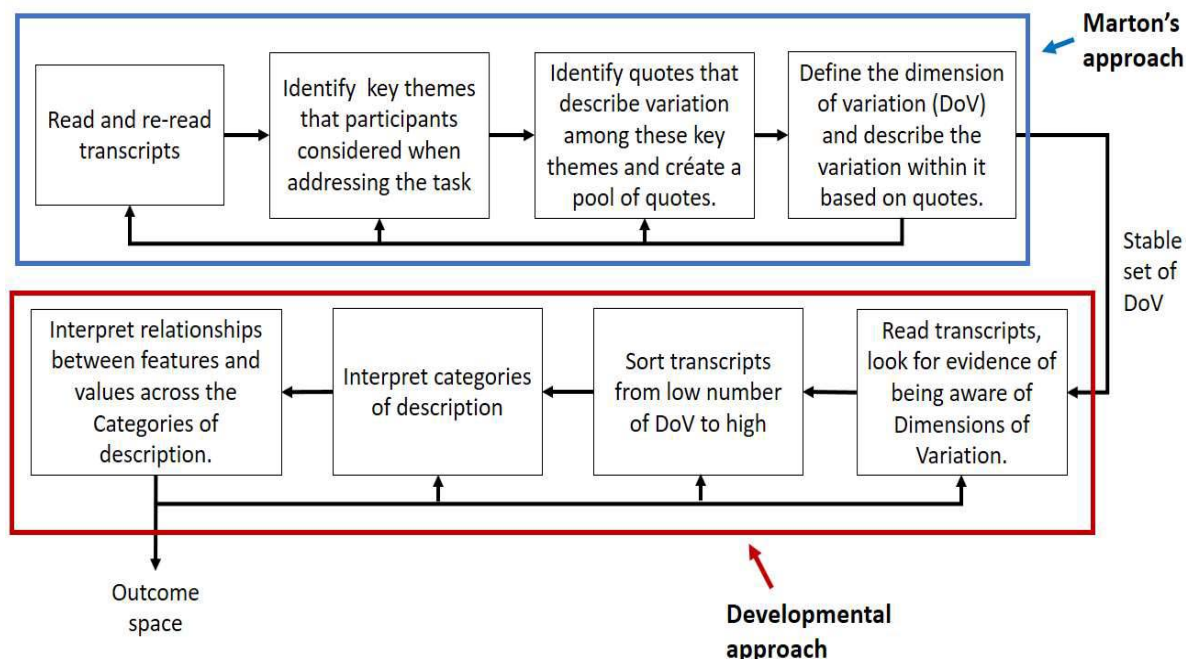 Marton's
approach
Read and re-read
transcripts
Identify key themes
that participants
considered when
addressing the task
Identify quotes that
describe variation
among these key
themes and créate a
pool of quotes.
Define the dimension
of variation (DoV)
and describe the
variation within it
based on quotes.
Stable
set of
DoV
Interpret relationships
between features and
values across the
Categories of
description.
Interpret categories
of description
Sort transcripts
from low number
of DoV to high
Read transcripts,
look for evidence of
being aware of
Dimensions of
Variation.
Outcome
space
Developmental
approach